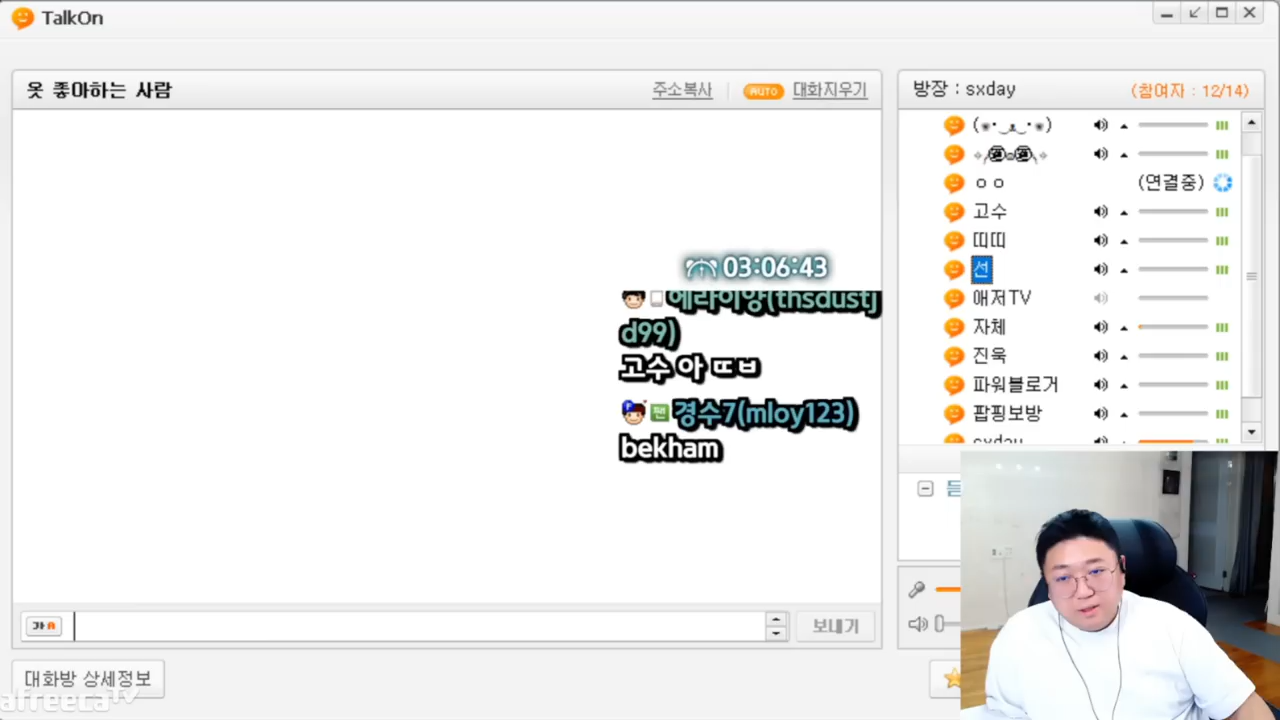 TalkOn
옷 좋아하는 사람
주소복사
AUTO 대화지우기
방장 : sxday
(참여자 : 12/14)
ㅇㅇ
(연결중)
고수
띠띠
선
애저TV
자체
진욱
파워블로거
팝핑보방
sxday
03:06:43
에라이양(thsdustj
d99)
고수 아 ㄸㅂ
팬 경수7(mloy123)
bekham
가
보내기
대화방 상세정보
afreecaTV